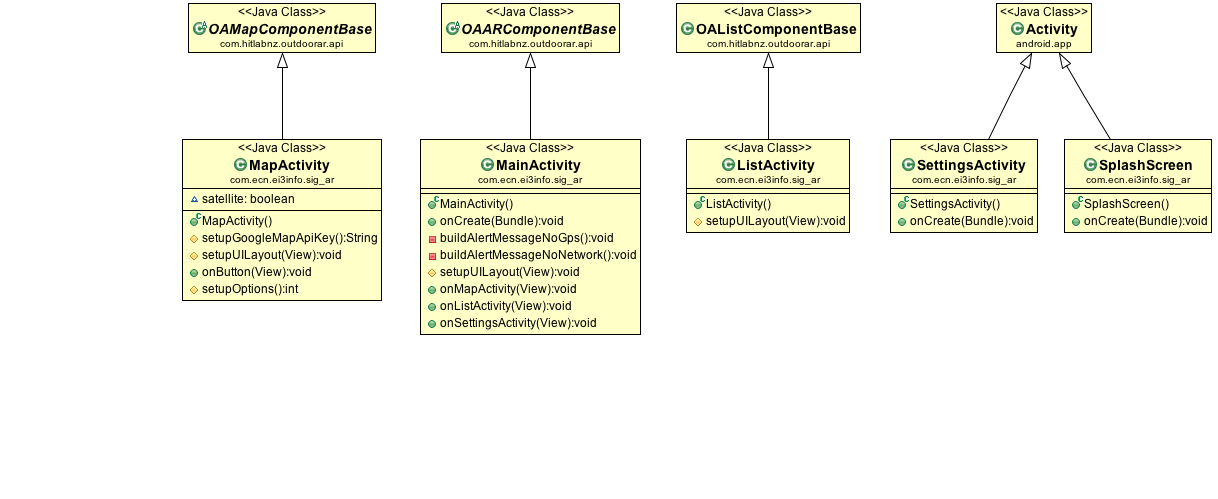 <<Java Class>>
OAMapComponentBase
com.hitlabnz.outdoorar.api
<<Java Class>>
OAARComponentBase
com.hitlabnz.outdoorar.api
<<Java Class>>
OAListComponentBase
com.hitlabnz.outdoorar.api
<<Java Class>>
Activity
android.app
<<Java Class>>
MapActivity
com.ecn.ei3info.sig_ar
satellite: boolean
MapActivity()
setupGoogleMapApiKey():String
setupUILayout(View):void
onButton(View):void
setupOptions():int
<<Java Class>>
MainActivity
com.ecn.ei3info.sig_ar
MainActivity()
onCreate(Bundle):void
buildAlertMessageNoGps():void
buildAlertMessageNoNetwork():void
setupUILayout(View):void
onMapActivity(View):void
onListActivity(View):void
onSettingsActivity(View):void
<<Java Class>>
ListActivity
com.ecn.ei3info.sig_ar
ListActivity()
setupUILayout(View):void
<<Java Class>>
SettingsActivity
com.ecn.ei3info.sig_ar
SettingsActivity()
onCreate(Bundle):void
<<Java Class>>
SplashScreen
com.ecn.ei3info.sig_ar
SplashScreen()
onCreate(Bundle):void